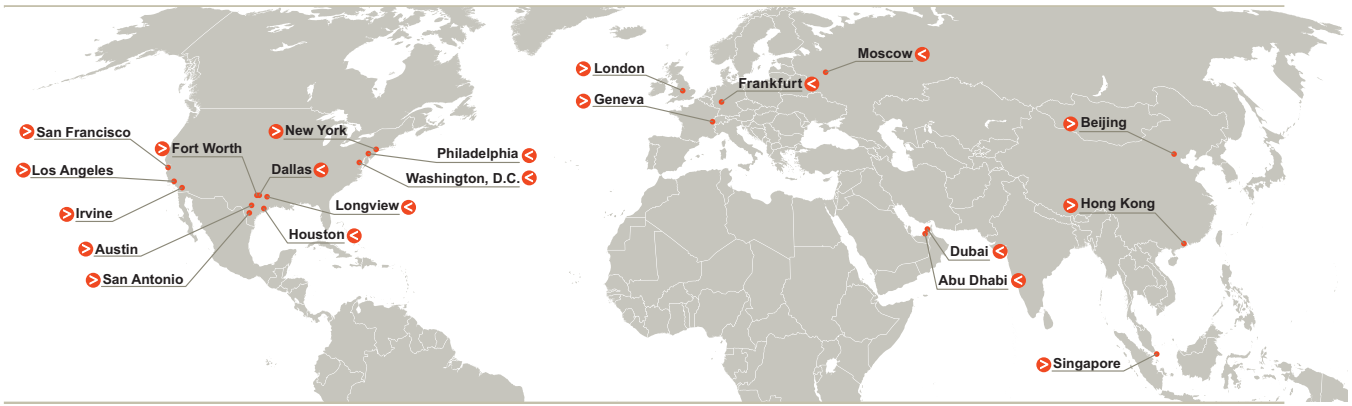 San Francisco
Los Angeles
Irvine
Austin
San Antonio
Fort Worth
New York
Dallas
Philadelphia
Washington, D.C.
Longview
Houston
London
Geneva
Frankfurt
Moscow
Dubai
Abu Dhabi
Beijing
Hong Kong
Singapore